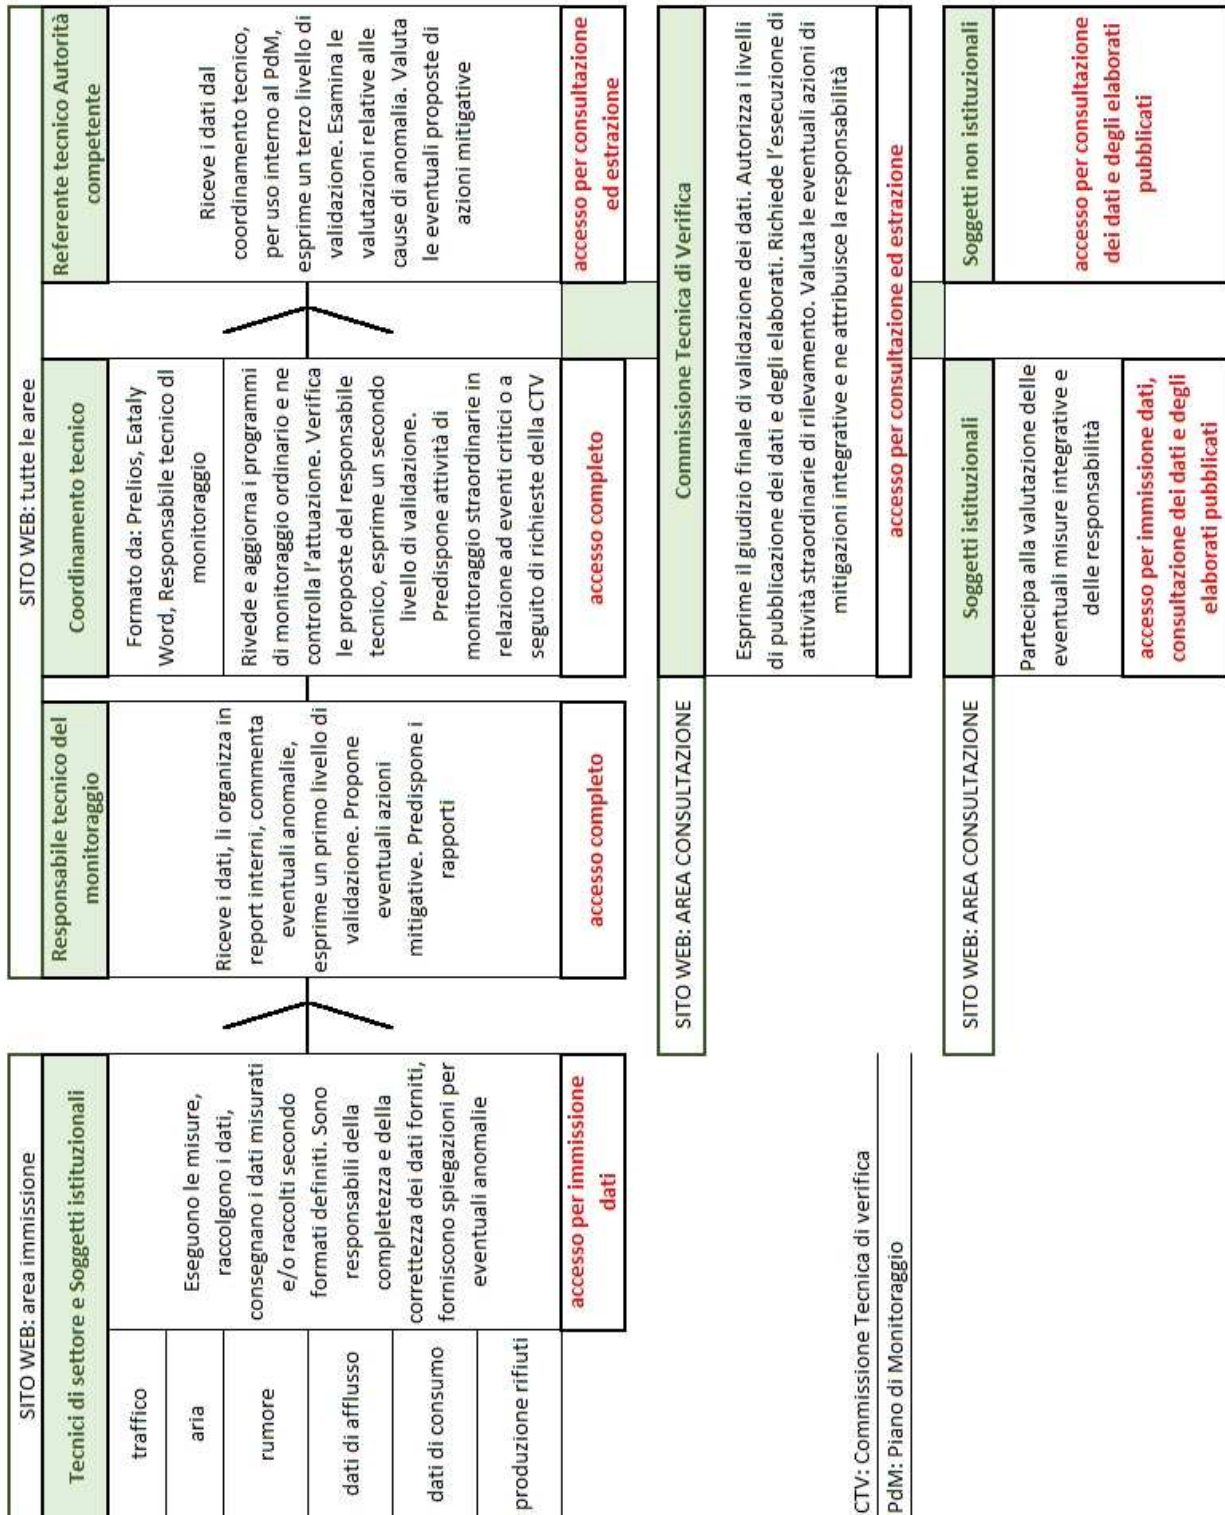 SITO WEB: area immissione
Tecnici di settore e Soggetti istituzionali
traffico
aria
rumore
dati di afflusso
dati di consumo
produzione rifiuti
Eseguono le misure,
raccolgono i dati,
consegnano i dati misurati
e/o raccolti secondo
formati definiti. Sono
responsabili della
completezza e della
correttezza dei dati forniti,
forniscono spiegazioni per
eventuali anomalie
accesso per immissione
dati
SITO WEB: tutte le aree
Responsabile tecnico del
monitoraggio
Riceve i dati, li organizza in
report interni, commenta
eventuali anomalie,
esprime un primo livello di
validazione. Propone
eventuali azioni
mitigative. Predispone i
rapporti
accesso completo
Coordinamento tecnico
Formato da: Prelios, Eataly
Word, Responsabile tecnico dI
monitoraggio
Rivede e aggiorna i programmi
di monitoraggio ordinario e ne
controlla l'attuazione. Verifica
le proposte del responsabile
tecnico, esprime un secondo
livello di validazione.
Predispone attività di
monitoraggio straordinarie in
relazione ad eventi critici o a
seguito di richieste della CTV
accesso completo
Referente tecnico Autorità
competente
Riceve i dati dal
coordinamento tecnico,
per uso interno al PdM,
esprime un terzo livello di
validazione. Esamina le
valutazioni relative alle
cause di anomalia. Valuta
le eventuali proposte di
azioni mitigative
accesso per consultazione
ed estrazione
SITO WEB: AREA CONSULTAZIONE
Commissione Tecnica di Verifica
Esprime il giudizio finale di validazione dei dati. Autorizza i livelli
di pubblicazione dei dati e degli elaborati. Richiede l'esecuzione di
attività straordinarie di rilevamento. Valuta le eventuali azioni di
mitigazioni integrative e ne attribuisce la responsabilità
accesso per consultazione ed estrazione
SITO WEB: AREA CONSULTAZIONE
Soggetti istituzionali
Partecipa alla valutazione delle
eventuali misure integrative e
delle responsabilità
accesso per immissione dati,
consultazione dei dati e degli
elaborati pubblicati
Soggetti non istituzionali
accesso per consultazione
dei dati e degli elaborati
pubblicati
CTV: Commissione Tecnica di verifica
PdM: Piano di Monitoraggio